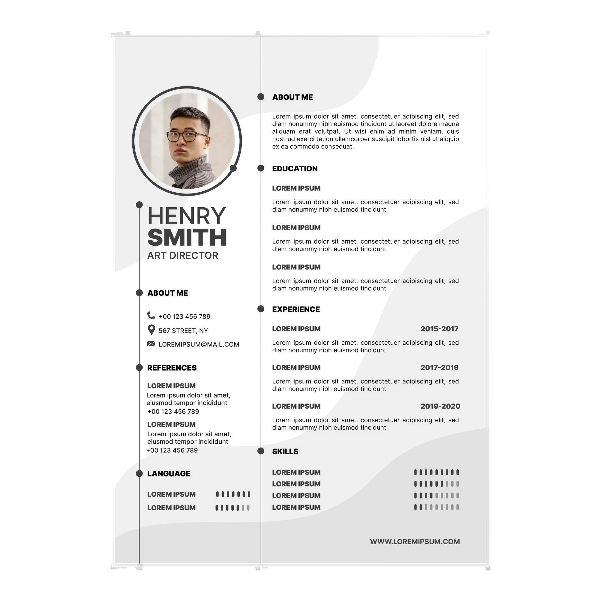 HENRY
SMITH
ART DIRECTOR
ABOUT ME
+00 123 456 789
567 STREET, NY
LOREMIPSUM@MAIL.COM
REFERENCES
LOREM IPSUM
Lorem ipsum dolor sit amet,
eiusmod tempor incididunt
+00 123 456 789
LOREM IPSUM
Lorem ipsum dolor sit amet,
eiusmod tempor incididunt
+00 123 456 789
LANGUAGE
LOREM IPSUM
LOREM IPSUM
ABOUT ME
Lorem ipsum dolor sit amet, consectetuer adipiscing elit, sed
diam nonummy nibh euismod tincidunt ut laoreet dolore magna
aliquam erat volutpat. Ut wisi enim ad minim veniam, quis
nostrud exerci tation ullamcorper suscipit lobortis nisl ut aliquip
ex ea commodo consequat.
EDUCATION
LOREM IPSUM
Lorem ipsum dolor sit amet, consectetuer adipiscing elit, sed
diam nonummy nibh euismod tincidunt
LOREM IPSUM
Lorem ipsum dolor sit amet, consectetuer adipiscing elit, sed
diam nonummy nibh euismod tincidunt
LOREM IPSUM
Lorem ipsum dolor sit amet, consectetuer adipiscing elit, sed
diam nonummy nibh euismod tincidunt
EXPERIENCE
LOREM IPSUM 2015-2017
Lorem ipsum dolor sit amet, consectetuer adipiscing elit, sed
diam nonummy nibh euismod tincidunt
LOREM IPSUM 2017-2019
Lorem ipsum dolor sit amet, consectetuer adipiscing elit, sed
diam nonummy nibh euismod tincidunt
LOREM IPSUM 2019-2020
Lorem ipsum dolor sit amet, consectetuer adipiscing elit, sed
diam nonummy nibh euismod tincidunt
SKILLS
LOREM IPSUM
LOREM IPSUM
LOREM IPSUM
LOREM IPSUM
WWW.LOREMIPSUM.COM